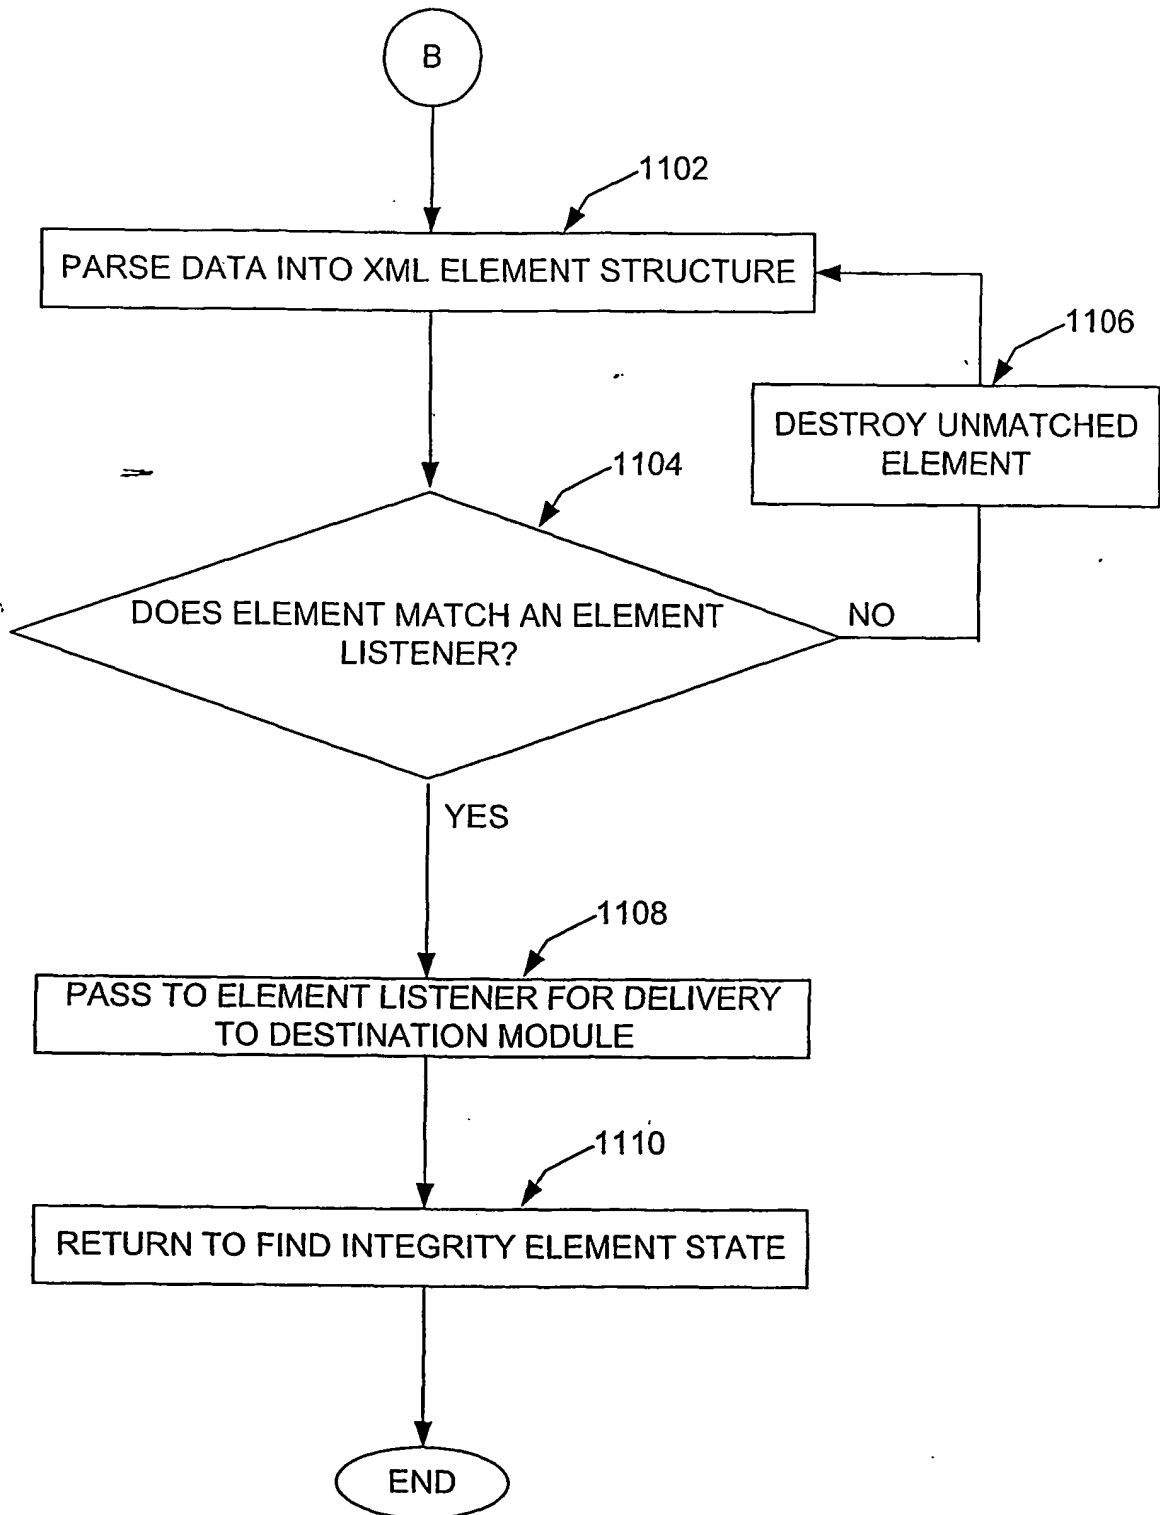 B
1102
PARSE DATA INTO XML ELEMENT STRUCTURE
1106
DESTROY UNMATCHED
ELEMENT
1104
DOES ELEMENT MATCH AN ELEMENT
LISTENER?
NO
YES
1108
PASS TO ELEMENT LISTENER FOR DELIVERY
TO DESTINATION MODULE
1110
RETURN TO FIND INTEGRITY ELEMENT STATE
END